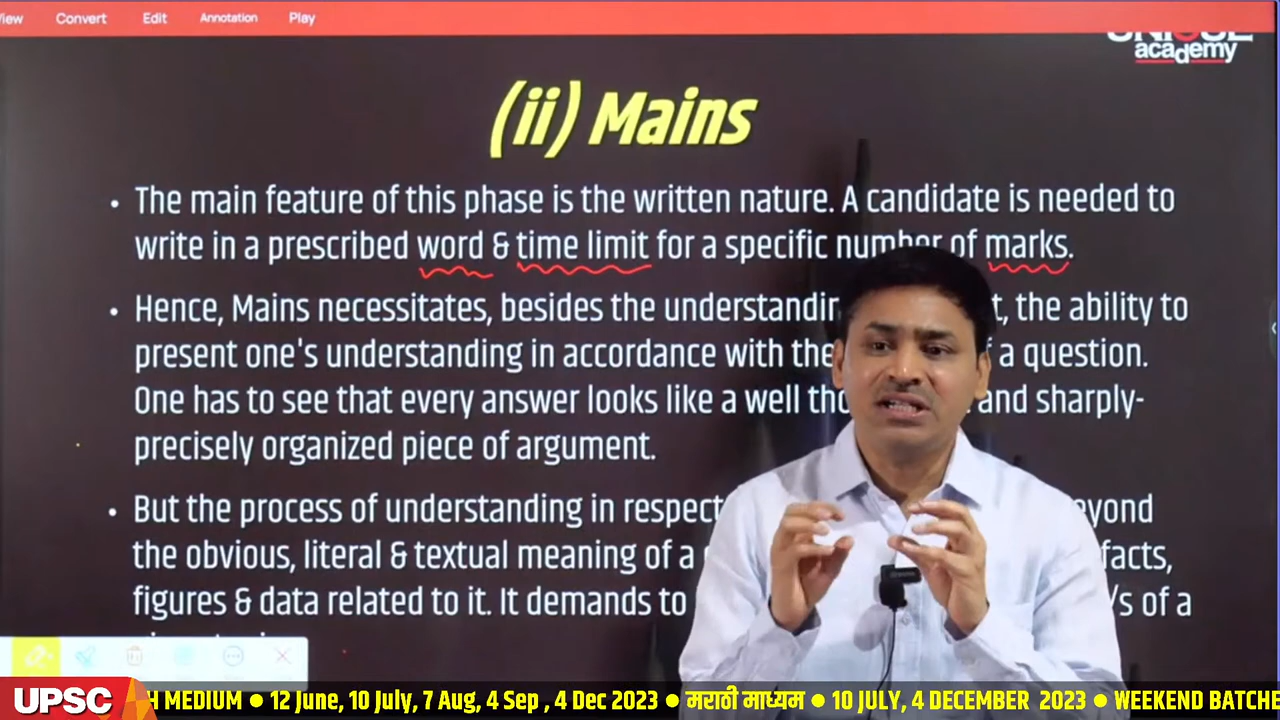 View Convert Edit Annotation Play
UNIQUE
academy
(ii) Mains
• The main feature of this phase is the written nature. A candidate is needed to
write in a prescribed word & time limit for a specific number of marks.
• Hence, Mains necessitates, besides the understanding t, the ability to
present one's understanding in accordance with the f a question.
One has to see that every answer looks like a well tho and sharply-
precisely organized piece of argument.
• But the process of understanding in respect eyond
the obvious, literal & textual meaning of a facts,
figures & data related to it. It demands to /s of a
UPSC
H MEDIUM ● 12 June, 10 July, 7 Aug, 4 Sep , 4 Dec 2023 ● मराठी माध्यम ● 10 JULY, 4 DECEMBER 2023 ● WEEKEND BATCHE